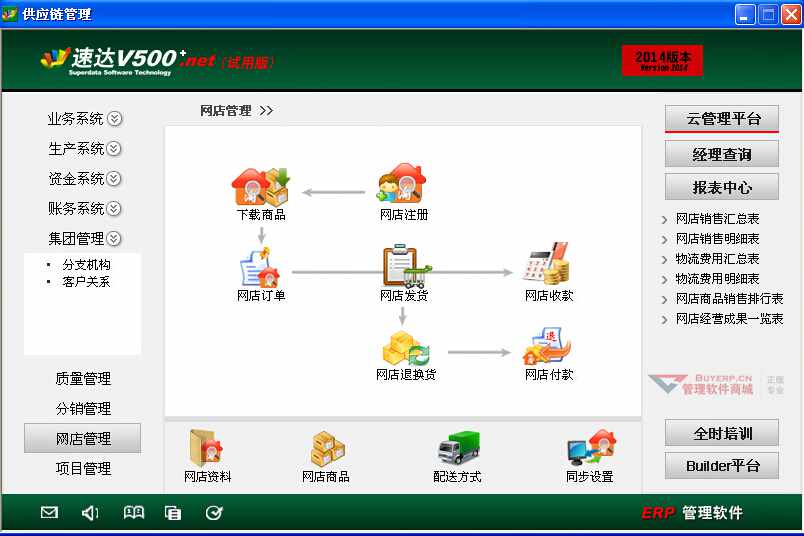 供应链管理
速达V500+.net（试用版）
Superdata Software Technology
2014版本
Version 2014
业务系统
生产系统
资金系统
账务系统
集团管理
分支机构
客户关系
质量管理
分销管理
网店管理
项目管理
网店管理 >>
下载商品
网店注册
网店订单
网店发货
网店收款
网店退换货
退
网店付款
网店资料
网店商品
配送方式
同步设置
云管理平台
经理查询
报表中心
网店销售汇总表
网店销售明细表
物流费用汇总表
物流费用明细表
网店商品销售排行表
网店经营成果一览表
BUYERP.CN
管理软件商城
正版
专业
全时培训
Builder平台
ERP 管理软件